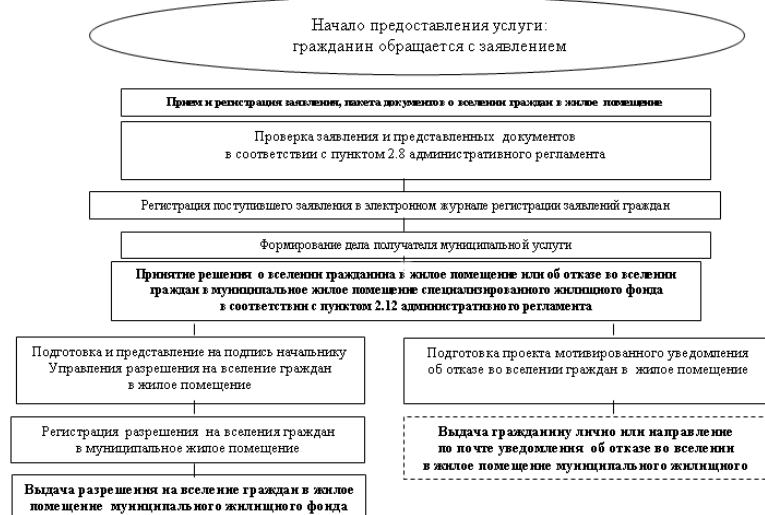 Начало предоставления услуги:
гражданин обращается с заявлением
Прием и регистрация заявления, пакета документов о вселении граждан в жилое помещение
Проверка заявления и представленных документов
в соответствии с пунктом 2.8 административного регламента
Регистрация поступившего заявления в электронном журнале регистрации заявлений граждан
Формирование дела получателя муниципальной услуги
Принятие решения о вселении гражданина в жилое помещение или об отказе во вселении
граждан в муниципальное жилое помещение специализированного жилищного фонда
в соответствии с пунктом 2.12 административного регламента
Подготовка и представление на подпись начальнику
Управления разрешения на вселение граждан
в жилое помещение
Регистрация разрешения на вселения граждан
в муниципальное жилое помещение
Выдача разрешения на вселение граждан в жилое
помещение муниципального жилищного фонда
Подготовка проекта мотивированного уведомления
об отказе во вселении граждан в жилое помещение
Выдача гражданину лично или направление
по почте уведомления об отказе во вселении
в жилое помещение муниципального жилищного